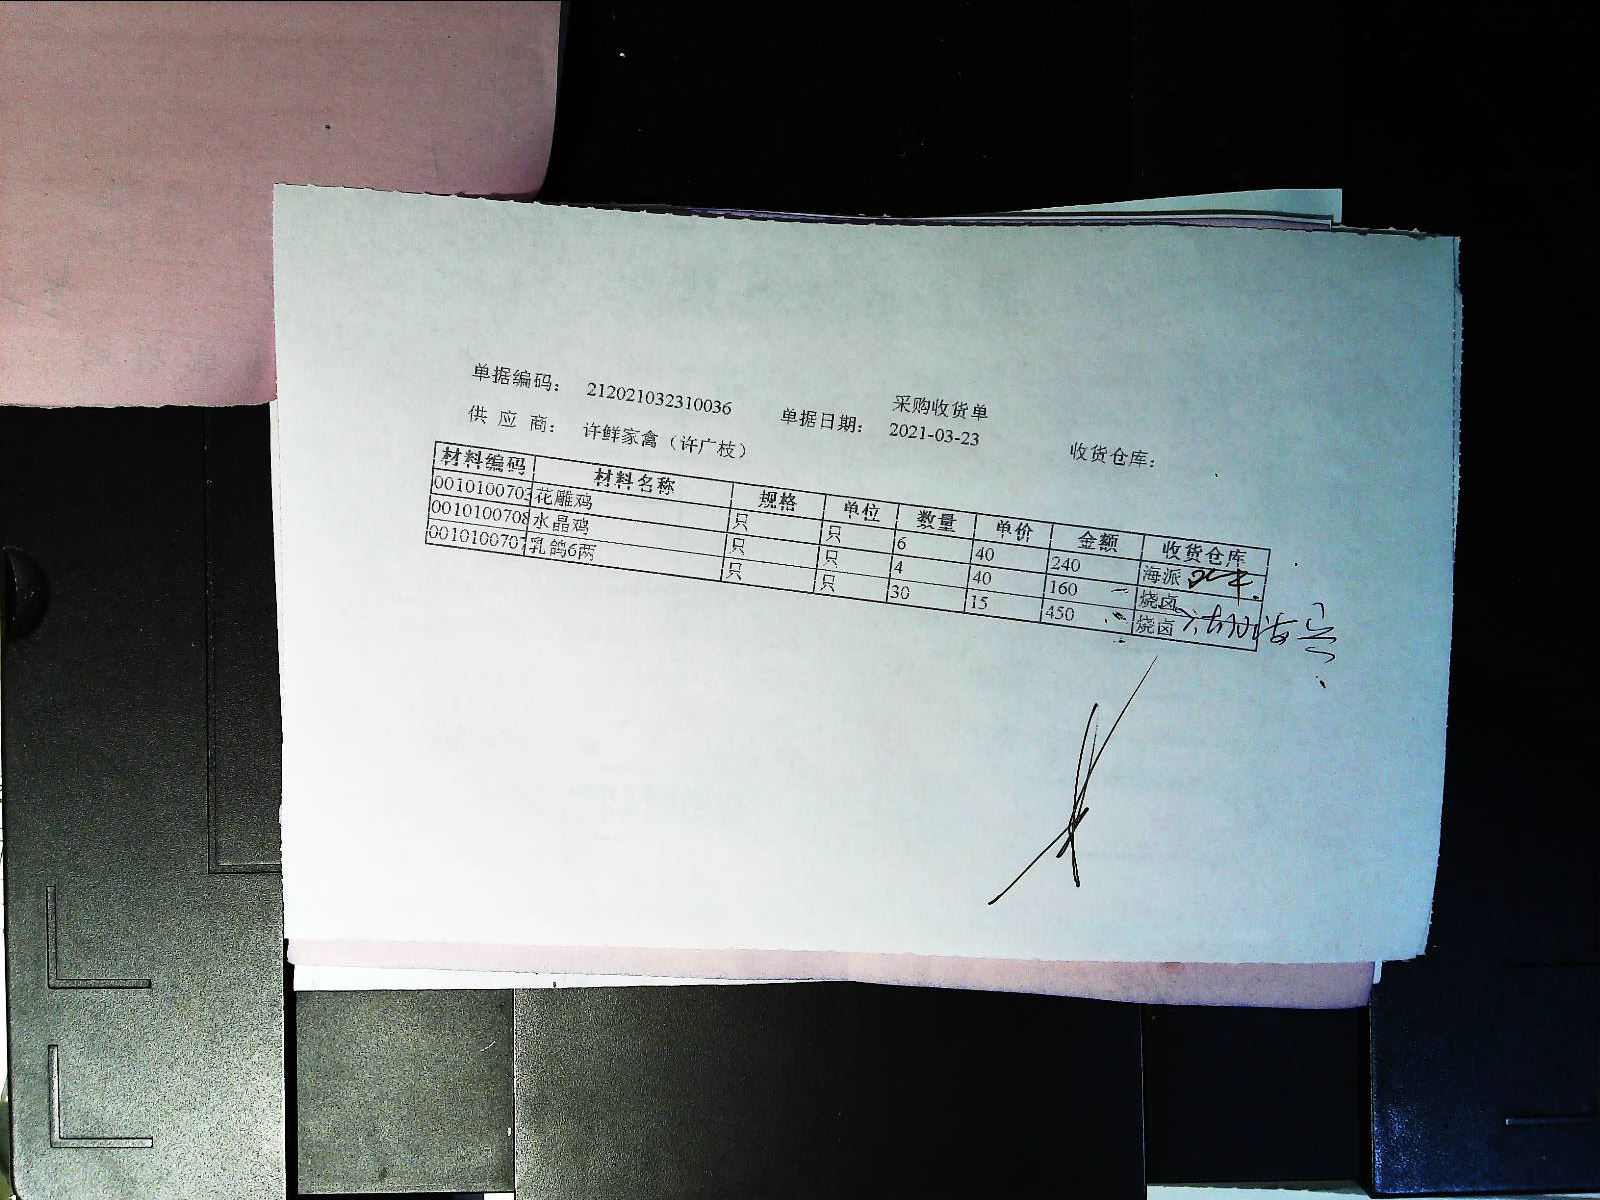 采购收货单
单据编码： 212021032310036 单据日期： 2021-03-23 收货仓库：
供 应 商： 许鲜家禽（许广枝）
材料编码 材料名称 规格 单位 数量 单价 金额 收货仓库
0010100703 花雕鸡 只 只 6 40 240 海派
0010100708 水晶鸡 只 只 4 40 160 烧卤
0010100707 乳鸽6两 只 只 30 15 450 烧卤